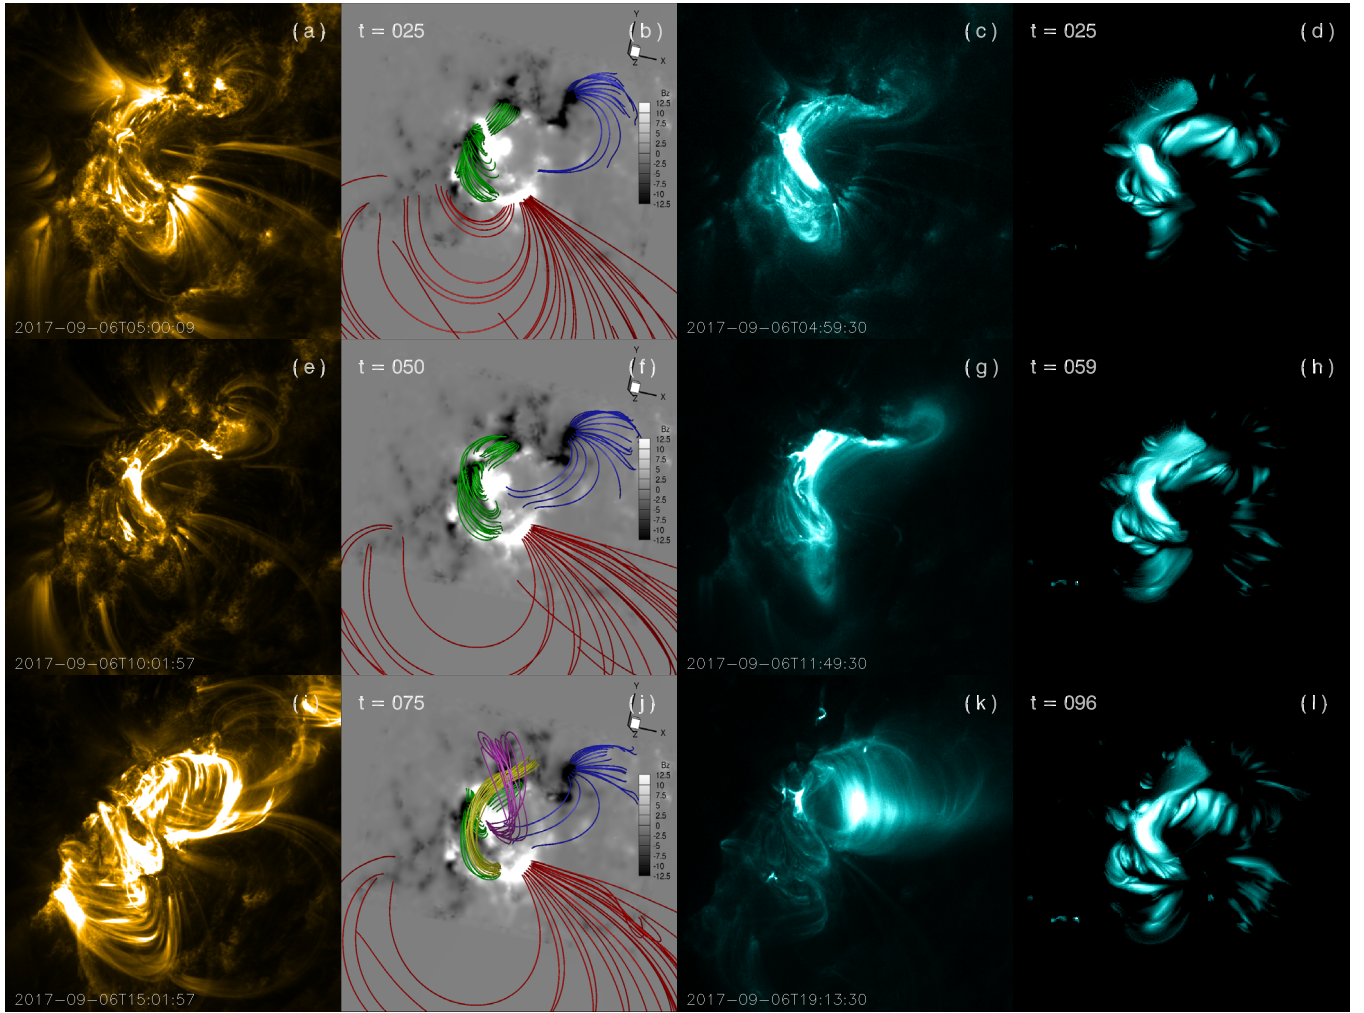 (a)
t = 025
(b)
Y
X
Z
Bz
12.5
10
7.5
5
2.5
0
-2.5
-5
-7.5
-10
-12.5
(c)
t = 025
(d)
2017-09-06T05:00:09
2017-09-06T04:59:30
(e)
t = 050
(f)
Y
X
Z
Bz
12.5
10
7.5
5
2.5
0
-2.5
-5
-7.5
-10
-12.5
(g)
t = 059
(h)
2017-09-06T10:01:57
2017-09-06T11:49:30
(i)
t = 075
(j)
Y
X
Z
Bz
12.5
10
7.5
5
2.5
0
-2.5
-5
-7.5
-10
-12.5
(k)
t = 096
(l)
2017-09-06T15:01:57
2017-09-06T19:13:30